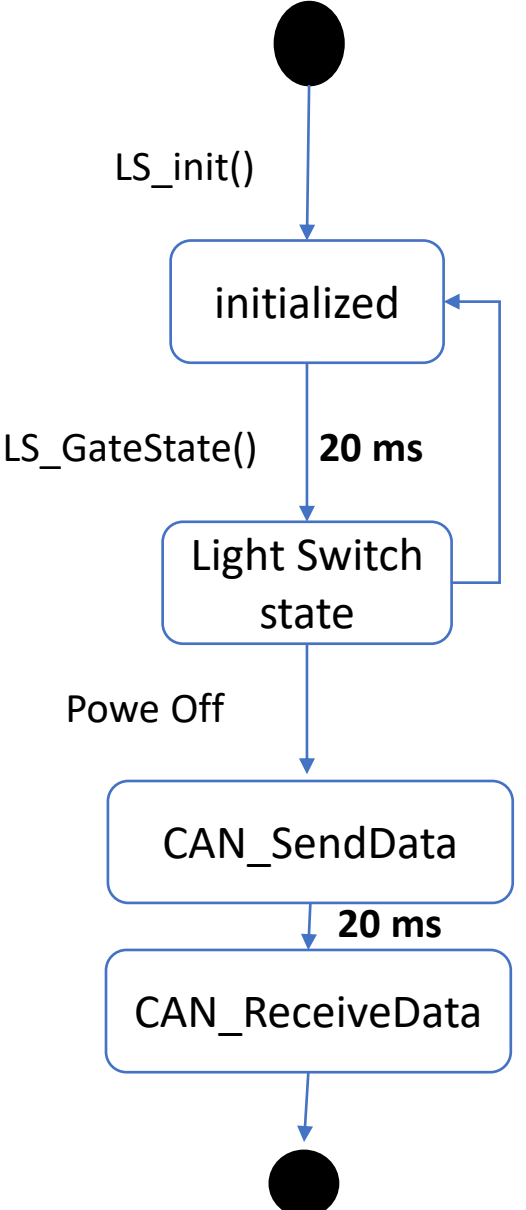 LS_init()
initialized
LS_GateState()
20 ms
Light Switch
state
Powe Off
CAN_SendData
20 ms
CAN_ReceiveData